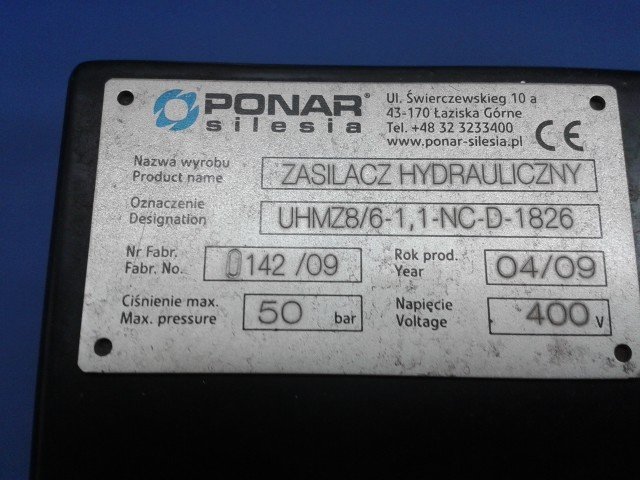 PONAR®
silesia
Ul. Świerczewskieg 10 a
43-170 Łaziska Górne
Tel. +48 32 3233400
www.ponar-silesia.pl
CE
Nazwa wyrobu
Product name
ZASILACZ HYDRAULICZNY
Oznaczenie
Designation
UHMZ8/6-1,1-NC-D-1826
Nr Fabr.
Fabr. No.
0142 /09
Rok prod.
Year
04/09
Ciśnienie max.
Max. pressure
50 bar
Napięcie
Voltage
400 V